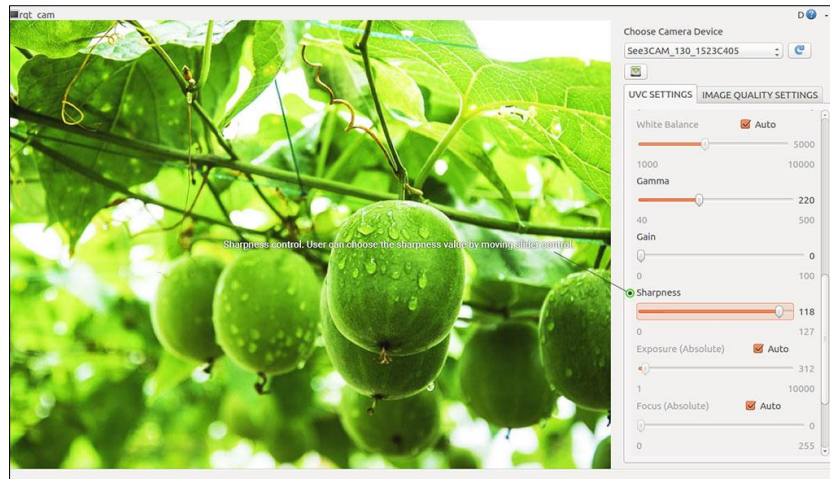 rqt_cam
D
Choose Camera Device
See3CAM_130_1523C405
UVC SETTINGS
IMAGE QUALITY SETTINGS
White Balance
Auto
5000
1000
10000
Gamma
220
40
500
Gain
0
0
100
Sharpness control. User can choose the sharpness value by moving slider control.
Sharpness
118
0
127
Exposure (Absolute)
Auto
312
1
10000
Focus (Absolute)
Auto
0
0
255